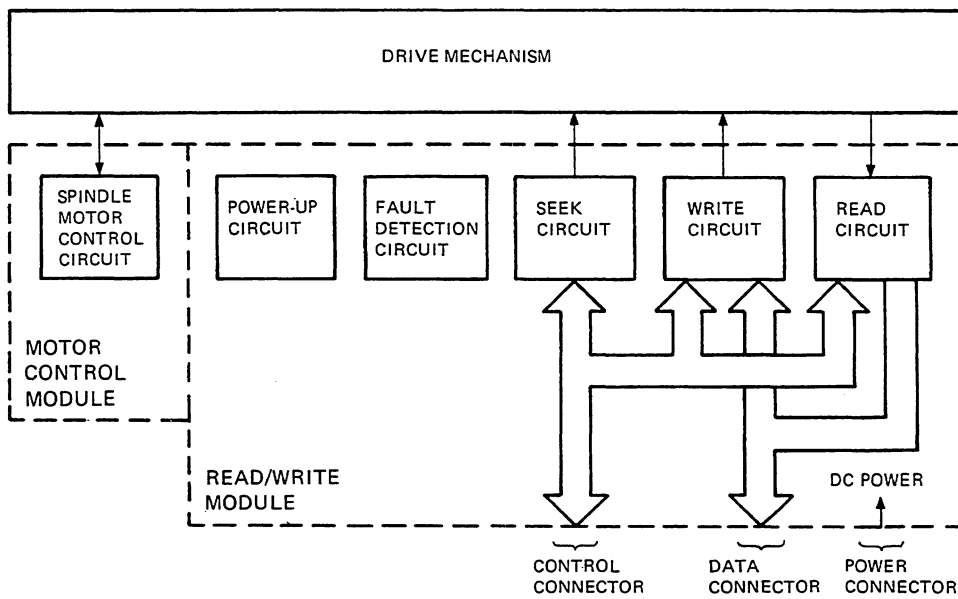 DRIVE MECHANISM
SPINDLE
MOTOR
CONTROL
CIRCUIT
POWER-UP
CIRCUIT
FAULT
DETECTION
CIRCUIT
SEEK
CIRCUIT
WRITE
CIRCUIT
READ
CIRCUIT
MOTOR
CONTROL
MODULE
READ/WRITE
MODULE
DC POWER
CONTROL
CONNECTOR
DATA
CONNECTOR
POWER
CONNECTOR